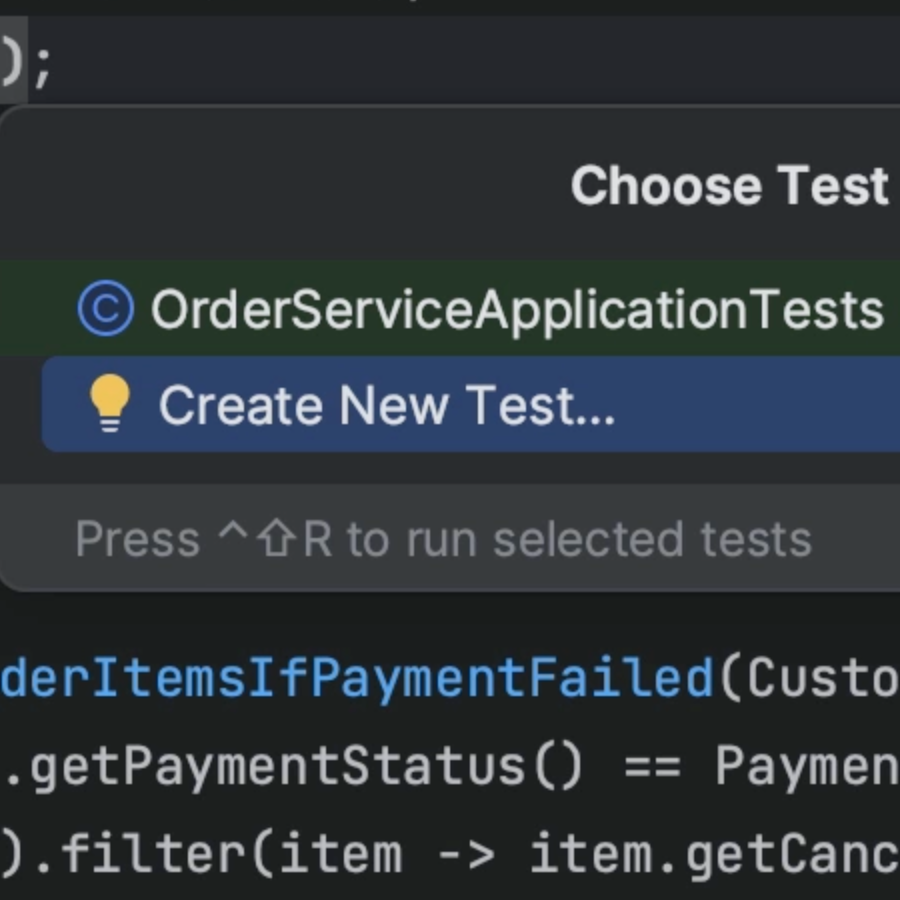 );
Choose Test
OrderServiceApplicationTests
Create New Test...
Press ^⇧R to run selected tests
derItemsIfPaymentFailed(Custo
.getPaymentStatus() == Paymen
).filter(item -> item.getCanc